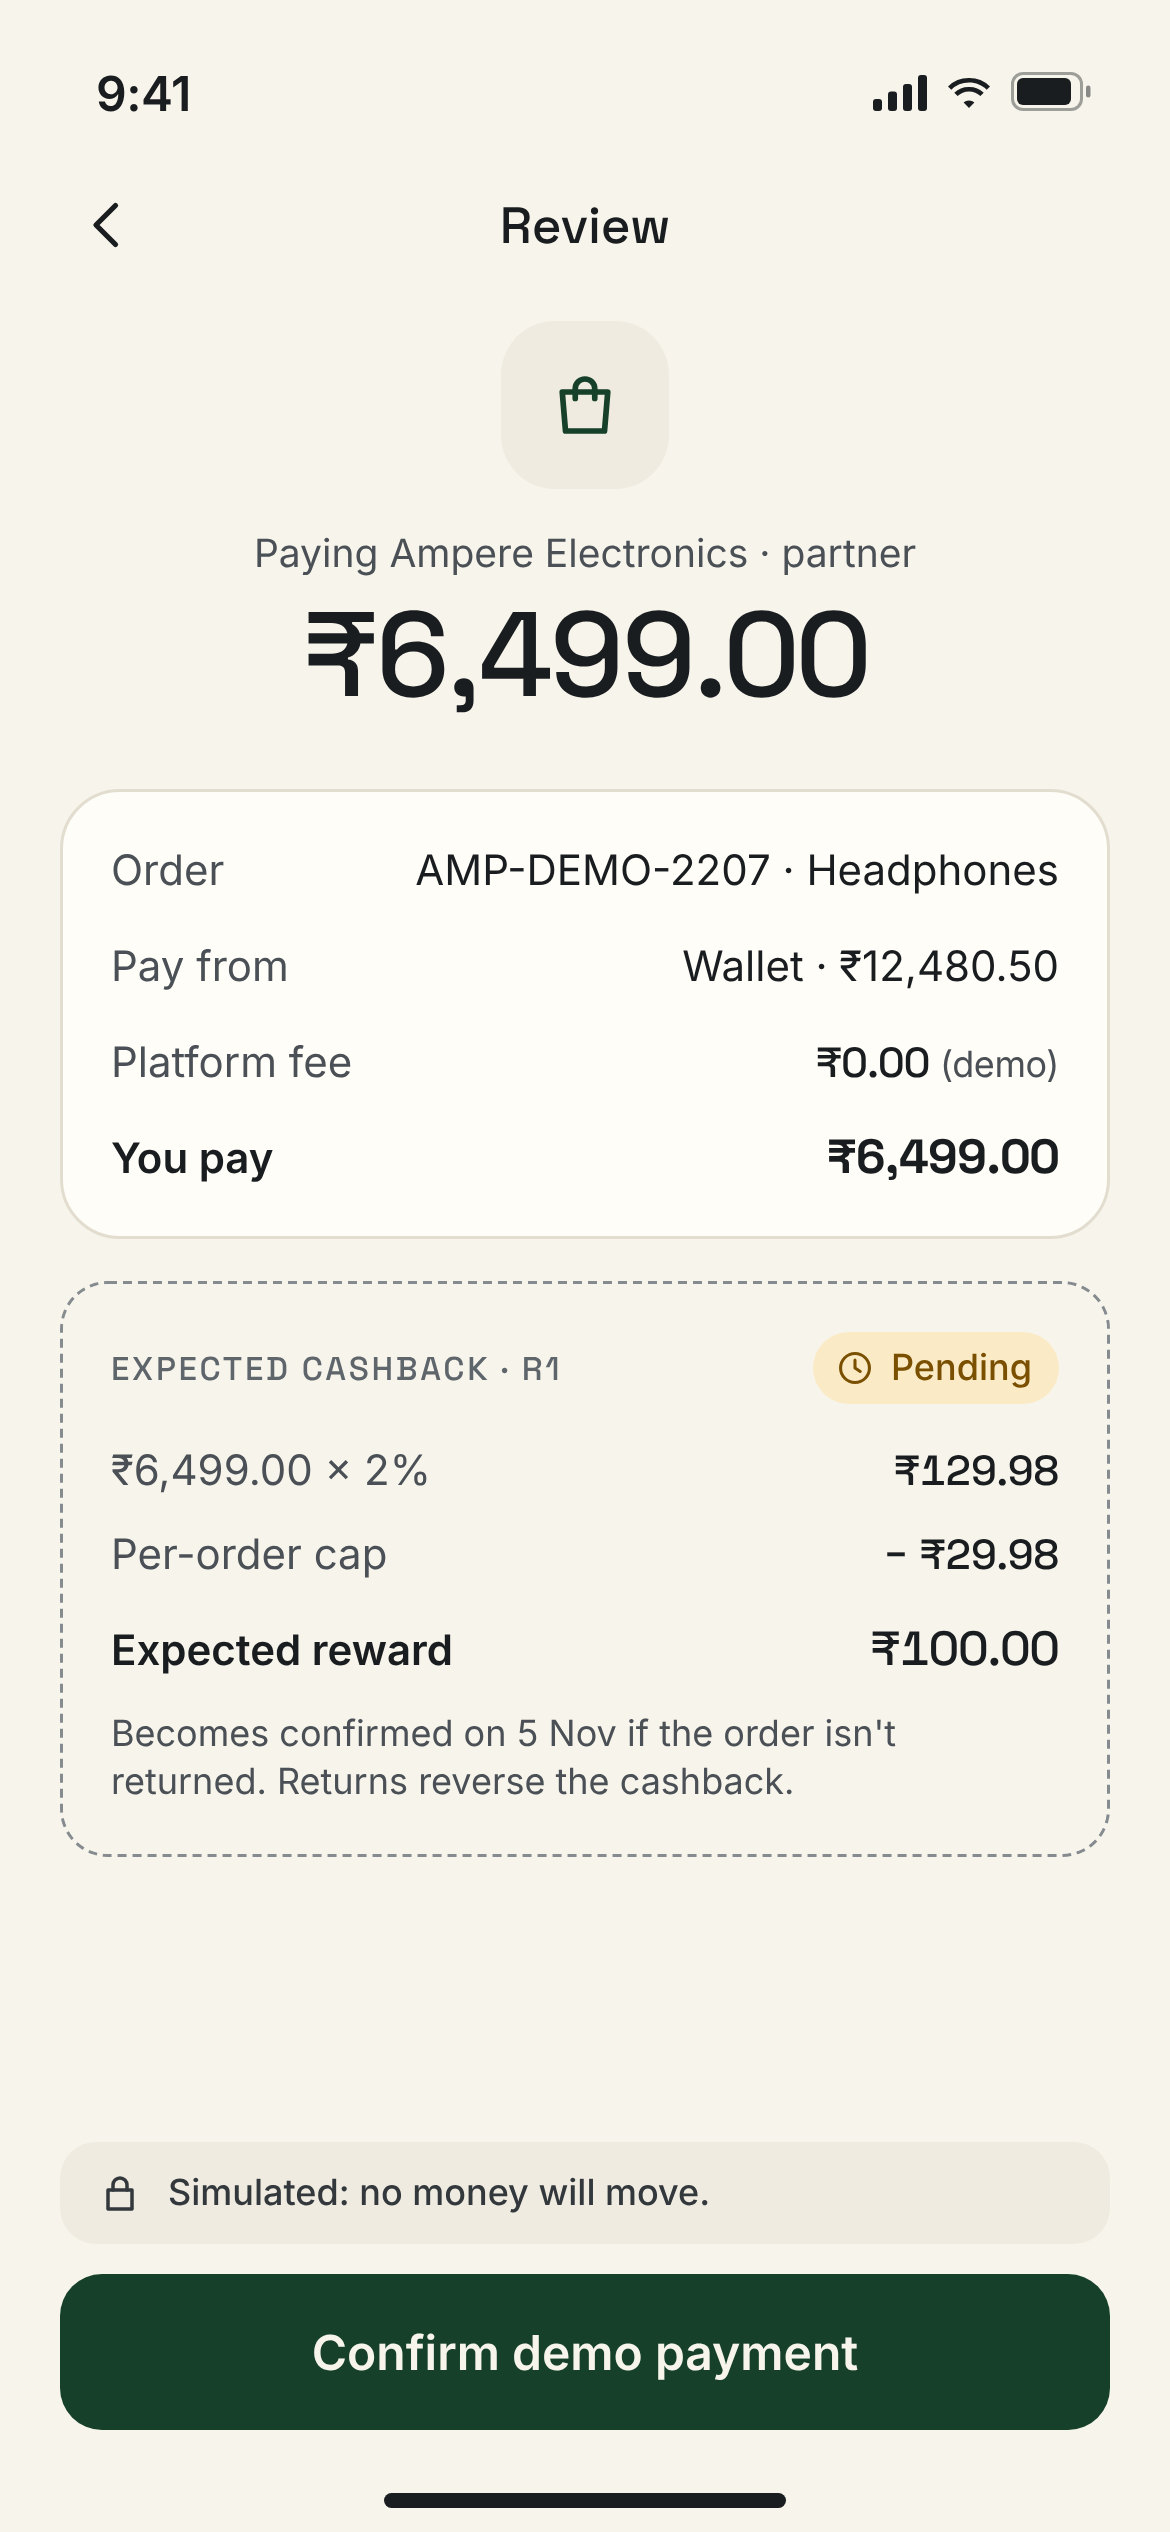 9:41
Review
Paying Ampere Electronics · partner
₹6,499.00
Order AMP-DEMO-2207 · Headphones
Pay from Wallet · ₹12,480.50
Platform fee ₹0.00 (demo)
You pay ₹6,499.00
EXPECTED CASHBACK · R1 Pending
₹6,499.00 × 2% ₹129.98
Per-order cap − ₹29.98
Expected reward ₹100.00
Becomes confirmed on 5 Nov if the order isn't
returned. Returns reverse the cashback.
Simulated: no money will move.
Confirm demo payment